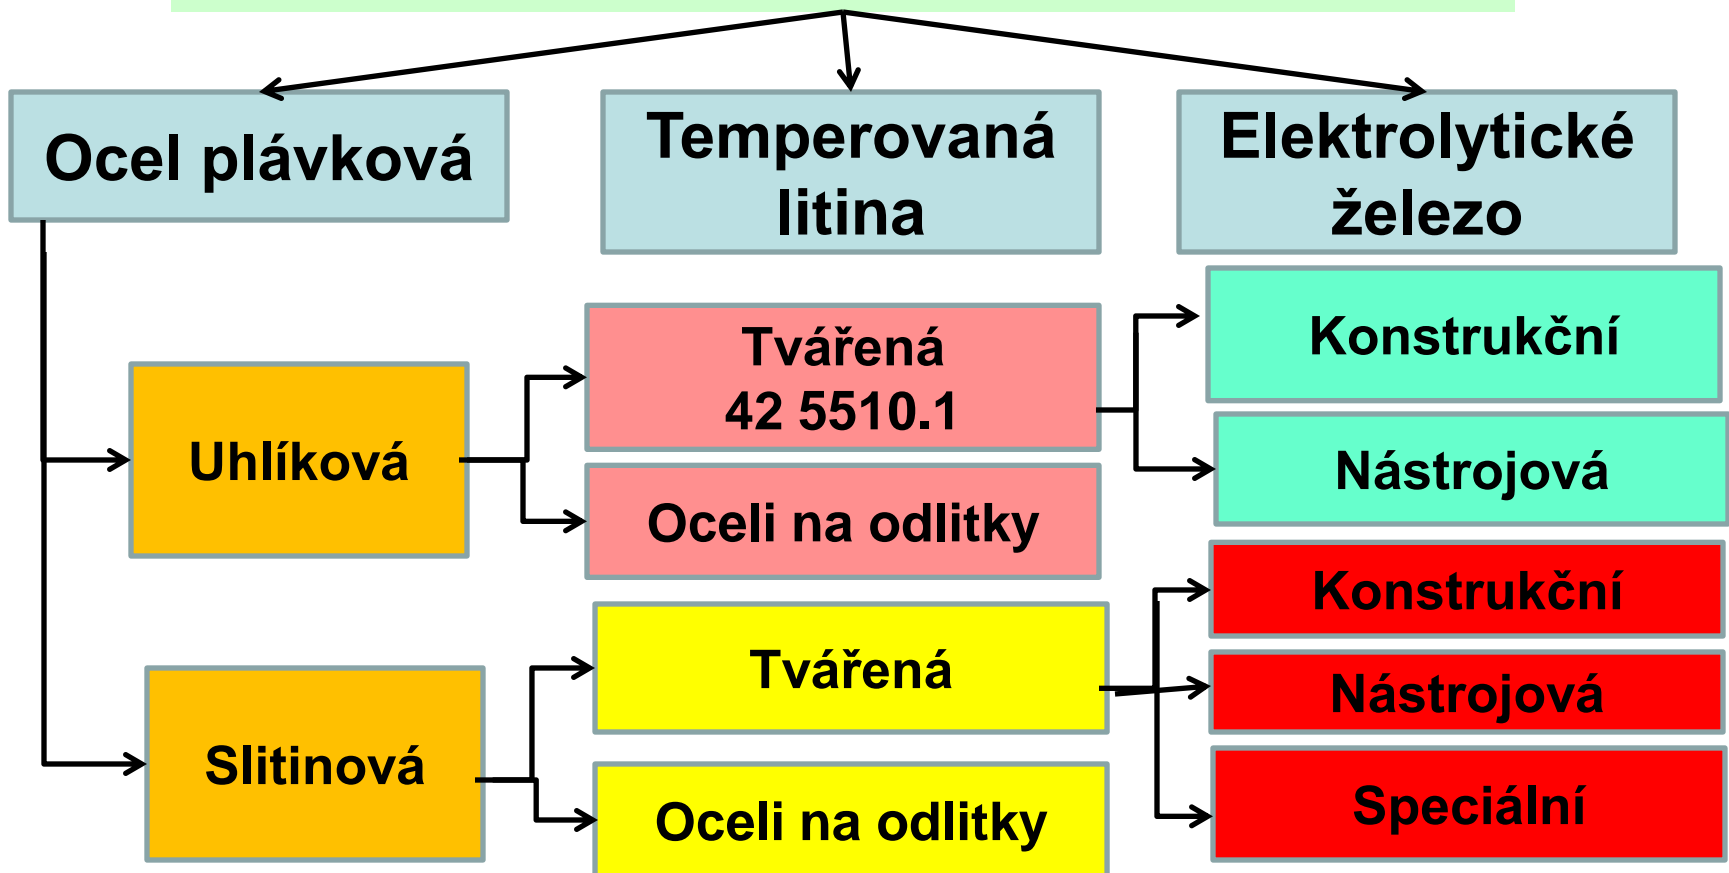 Ocel plávková
Temperovaná
litina
Elektrolytické
železo
Uhlíková
Tvářená
42 5510.1
Oceli na odlitky
Konstrukční
Nástrojová
Slitinová
Tvářená
Oceli na odlitky
Konstrukční
Nástrojová
Speciální